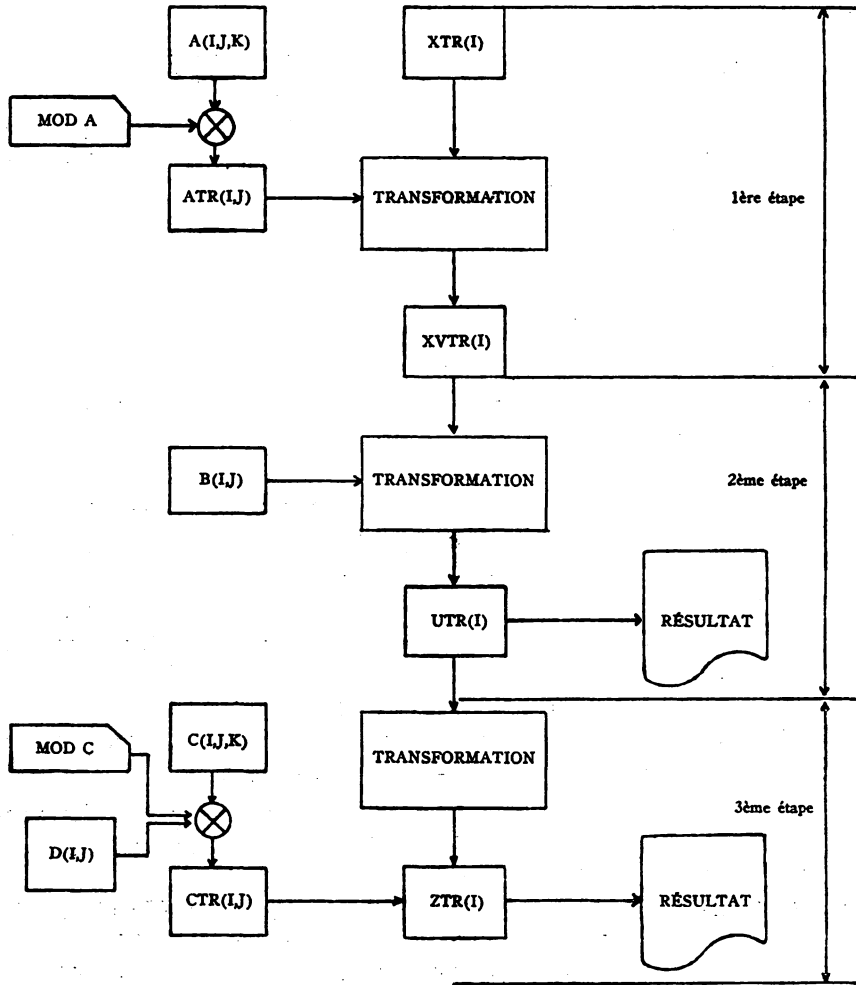 A(I,J,K)
XTR(I)
MOD A
ATR(I,J)
TRANSFORMATION
1ère étape
XVTR(I)
B(I,J)
TRANSFORMATION
2ème étape
UTR(I)
RÉSULTAT
MOD C
C(I,J,K)
TRANSFORMATION
3ème étape
D(I,J)
CTR(I,J)
ZTR(I)
RÉSULTAT